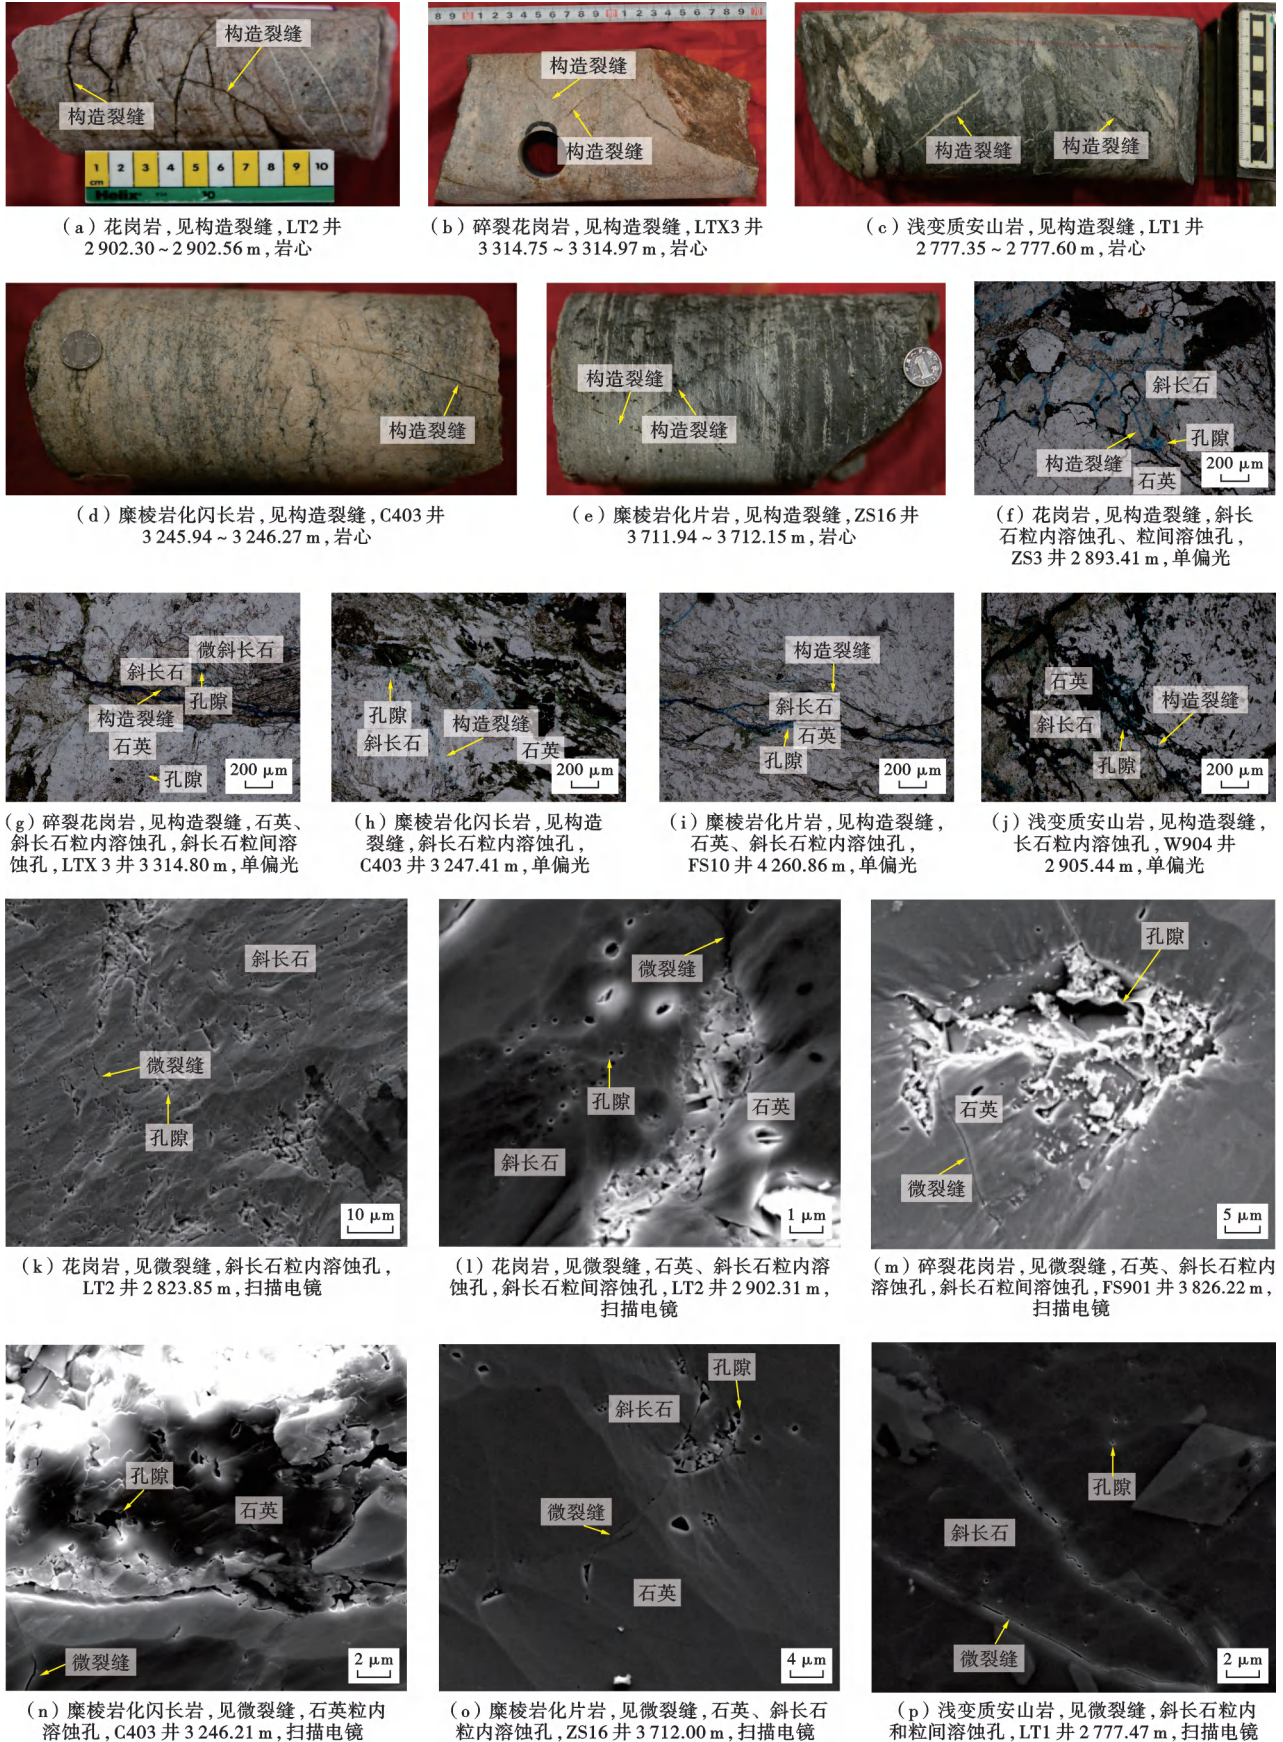 构造裂缝
构造裂缝
1 2 3 4 5 6 7 8 9 10
cm
Helix
(a) 花岗岩,见构造裂缝,LT2井
2 902.30~2 902.56 m,岩心
8 9 1 2 3 4 5 6 7 8 9 1 2 3 4 5 6 7 8 9
构造裂缝
构造裂缝
(b) 碎裂花岗岩,见构造裂缝,LTX3井
3 314.75~3 314.97 m,岩心
构造裂缝
构造裂缝
(c) 浅变质安山岩,见构造裂缝,LT1井
2 777.35~2 777.60 m,岩心
构造裂缝
(d) 糜棱岩化闪长岩,见构造裂缝,C403井
3 245.94~3 246.27 m,岩心
构造裂缝
构造裂缝
1
(e) 糜棱岩化片岩,见构造裂缝,ZS16井
3 711.94~3 712.15 m,岩心
斜长石
孔隙
构造裂缝
石英
200 μm
(f) 花岗岩,见构造裂缝,斜长
石粒内溶蚀孔、粒间溶蚀孔,
ZS3井2 893.41 m,单偏光
微斜长石
斜长石
孔隙
构造裂缝
石英
孔隙
200 μm
(g) 碎裂花岗岩,见构造裂缝,石英、
斜长石粒内溶蚀孔,斜长石粒间溶
蚀孔,LTX 3井3 314.80 m,单偏光
孔隙
构造裂缝
斜长石
石英
200 μm
(h) 糜棱岩化闪长岩,见构造
裂缝,斜长石粒内溶蚀孔,
C403井3 247.41 m,单偏光
构造裂缝
斜长石
石英
孔隙
200 μm
(i) 糜棱岩化片岩,见构造裂缝,
石英、斜长石粒内溶蚀孔,
FS10井4 260.86 m,单偏光
石英
构造裂缝
斜长石
孔隙
200 μm
(j) 浅变质安山岩,见构造裂缝,
长石粒内溶蚀孔,W904井
2 905.44 m,单偏光
斜长石
微裂缝
孔隙
10 μm
(k) 花岗岩,见微裂缝,斜长石粒内溶蚀孔,
LT2井2 823.85 m,扫描电镜
微裂缝
孔隙
石英
斜长石
1 μm
(l) 花岗岩,见微裂缝,石英、斜长石粒内溶
蚀孔,斜长石粒间溶蚀孔,LT2井2 902.31 m,
扫描电镜
孔隙
石英
微裂缝
5 μm
(m) 碎裂花岗岩,见微裂缝,石英、斜长石粒内
溶蚀孔,斜长石粒间溶蚀孔,FS901井3 826.22 m,
扫描电镜
孔隙
石英
微裂缝
2 μm
(n) 糜棱岩化闪长岩,见微裂缝,石英粒内
溶蚀孔,C403井3 246.21 m,扫描电镜
孔隙
斜长石
微裂缝
石英
4 μm
(o) 糜棱岩化片岩,见微裂缝,石英、斜长石
粒内溶蚀孔,ZS16井3 712.00 m,扫描电镜
孔隙
斜长石
微裂缝
2 μm
(p) 浅变质安山岩,见微裂缝,斜长石粒内
和粒间溶蚀孔,LT1井2 777.47 m,扫描电镜